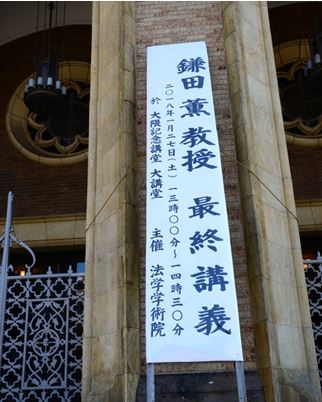 鎌田薫教授 最終講義
二〇一八年一月二七日(土)一三時〇〇分~一四時三〇分
於 大隈記念講堂 大講堂 主催 法学学術院